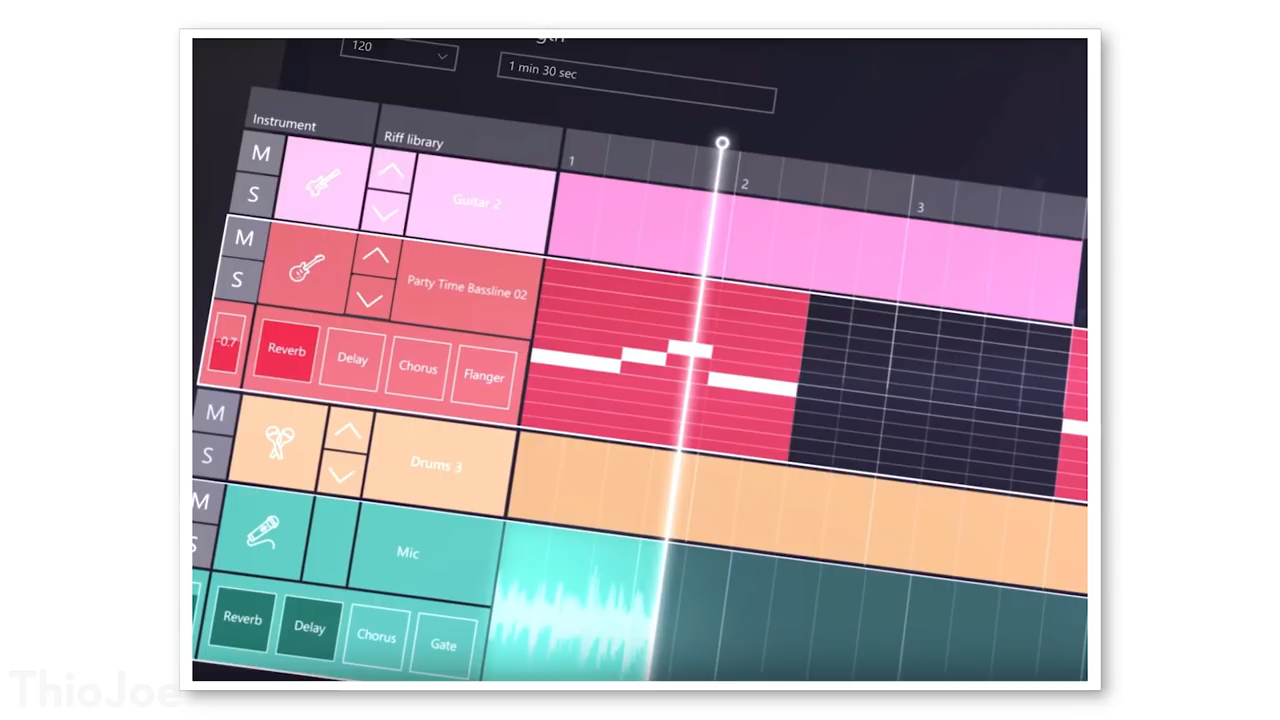 120
1 min 30 sec
Instrument
Riff library
1
2
3
M
S
Guitar 2
M
S
Party Time Bassline 02
-0.7
Reverb
Delay
Chorus
Flanger
M
S
Drums 3
M
S
Mic
Reverb
Delay
Chorus
Gate
ThioJoe